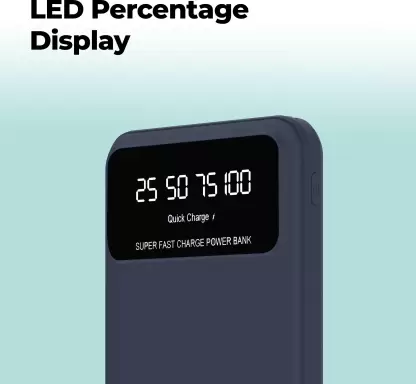 LED Percentage
Display
25 50 75 100
Quick Charge
SUPER FAST CHARGE POWER BANK